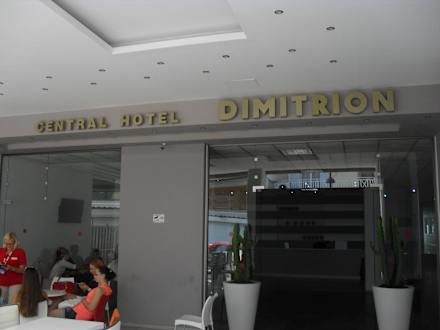 CENTRAL HOTEL DIMITRION